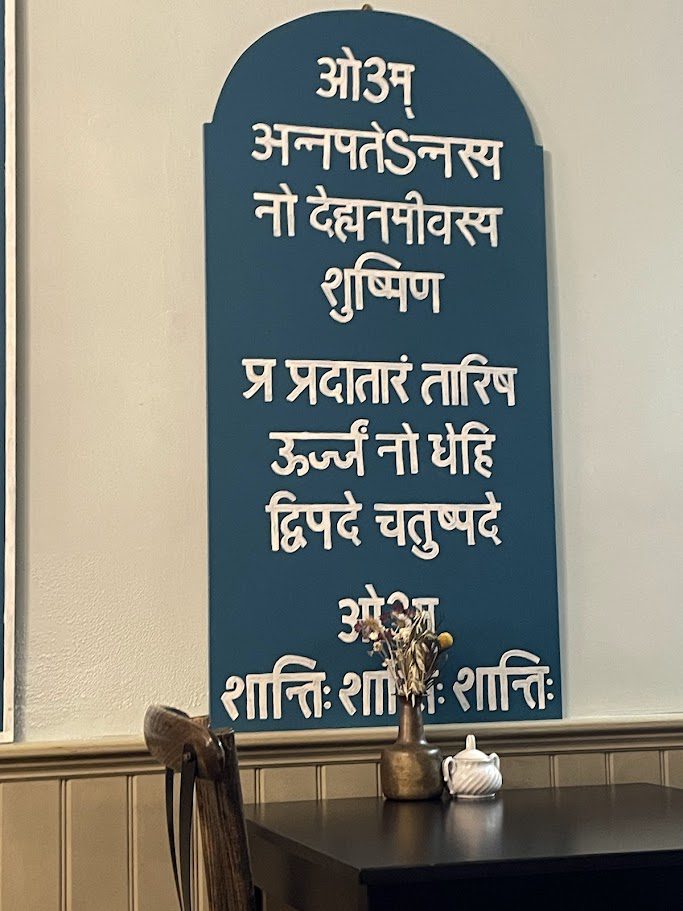 ओ३म्
अन्नपतेऽन्नस्य
नो देह्यनमीवस्य
शुष्मिण
प्र प्रदातारं तारिष
ऊर्ज्जं नो धेहि
द्विपदे चतुष्पदे
ओ३म्
शान्तिः शान्तिः शान्तिः